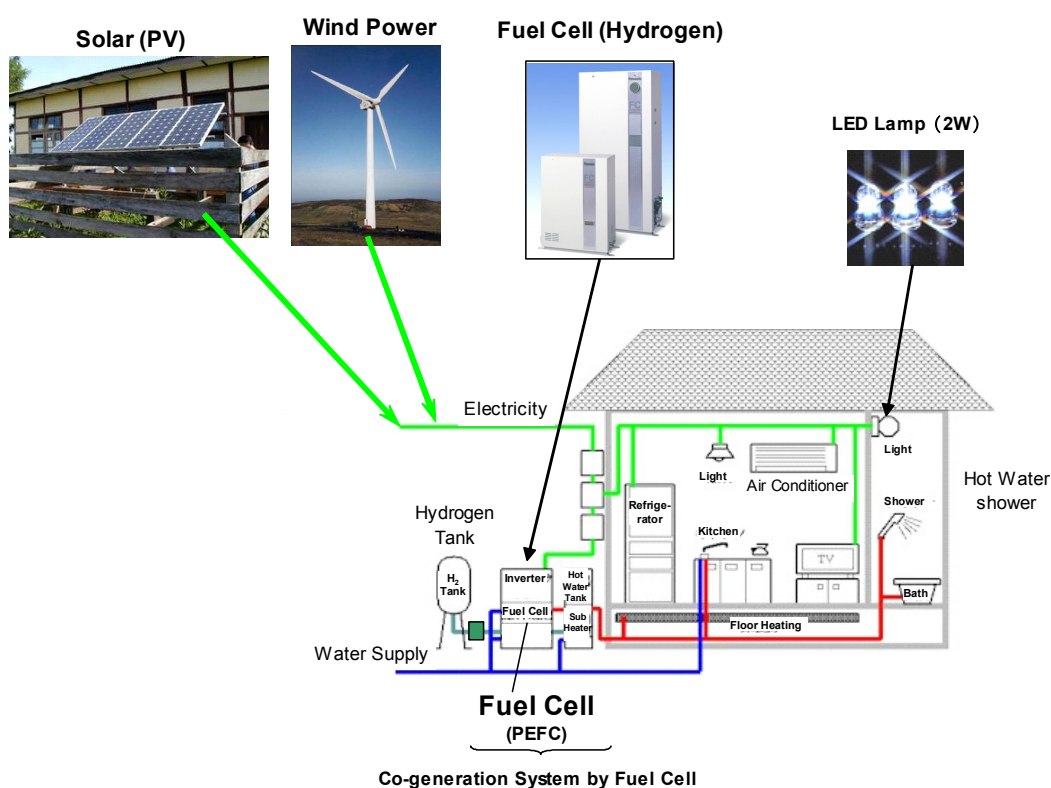 Solar (PV)
Wind Power
Fuel Cell (Hydrogen)
LED Lamp（2W）
Electricity
Light
Light
Air Conditioner
Hot Water
shower
Refrige-
rator
Shower
Kitchen
TV
Bath
Hydrogen
Tank
H2
Tank
Inverter
Hot
Water
Tank
Fuel Cell
Sub
Heater
Floor Heating
Water Supply
Fuel Cell
(PEFC)
Co-generation System by Fuel Cell